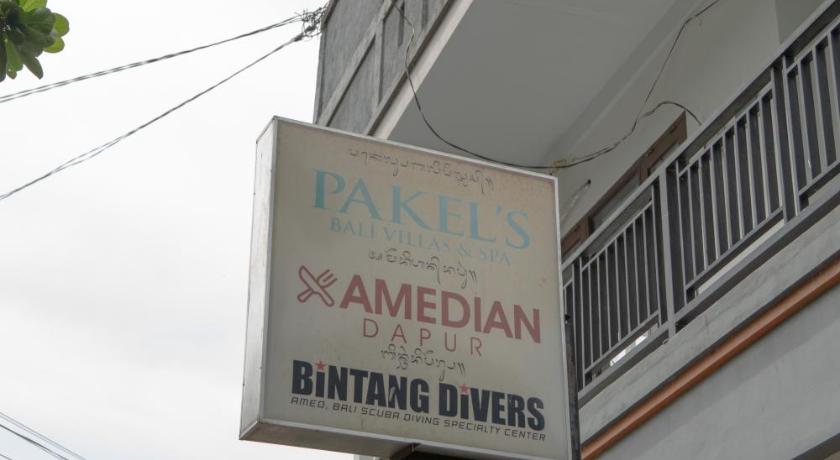 PAKEL'S
BALI VILLAS & SPA
AMEDIAN
DAPUR
BiNTANG DiVERS
AMED, BALI SCUBA DIVING SPECIALTY CENTER